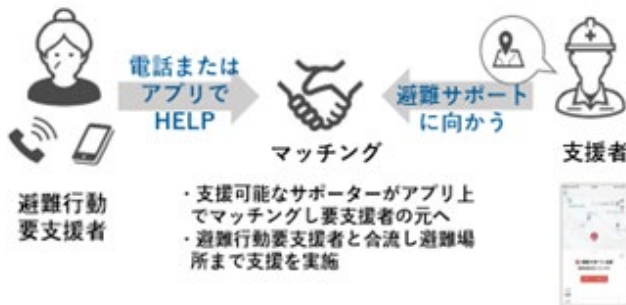 電話または
アプリで
HELP
避難サポート
に向かう
マッチング
支援者
避難行動
要支援者
・支援可能なサポーターがアプリ上
でマッチングし要支援者の元へ
・避難行動要支援者と合流し避難場
所まで支援を実施